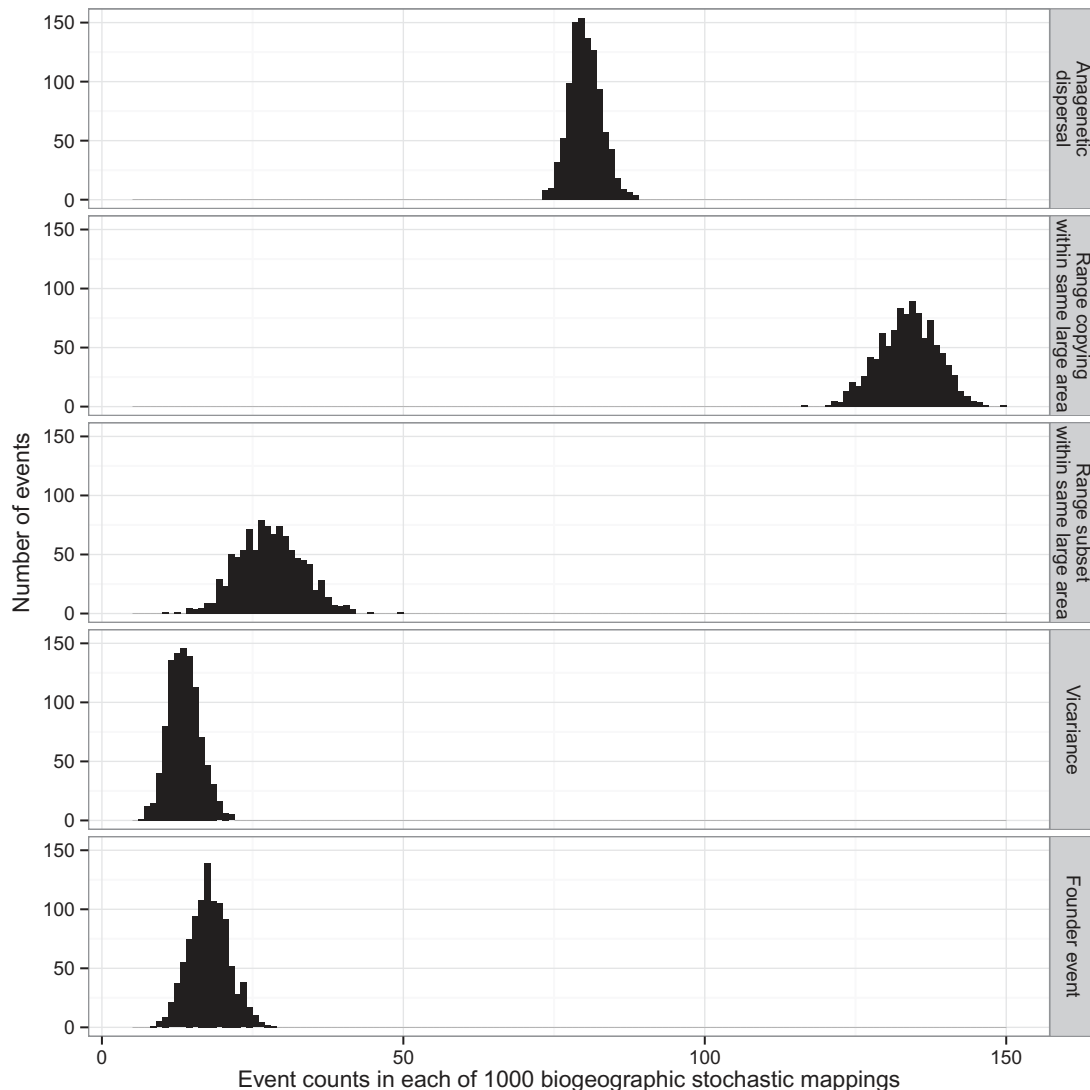 150
100
50
0
Anagenetic
dispersal
150
100
50
0
Range copying
within same large area
150
100
50
0
Range subset
within same large area
150
100
50
0
Vicariance
150
100
50
0
Founder event
Number of events
0 50 100 150
Event counts in each of 1000 biogeographic stochastic mappings